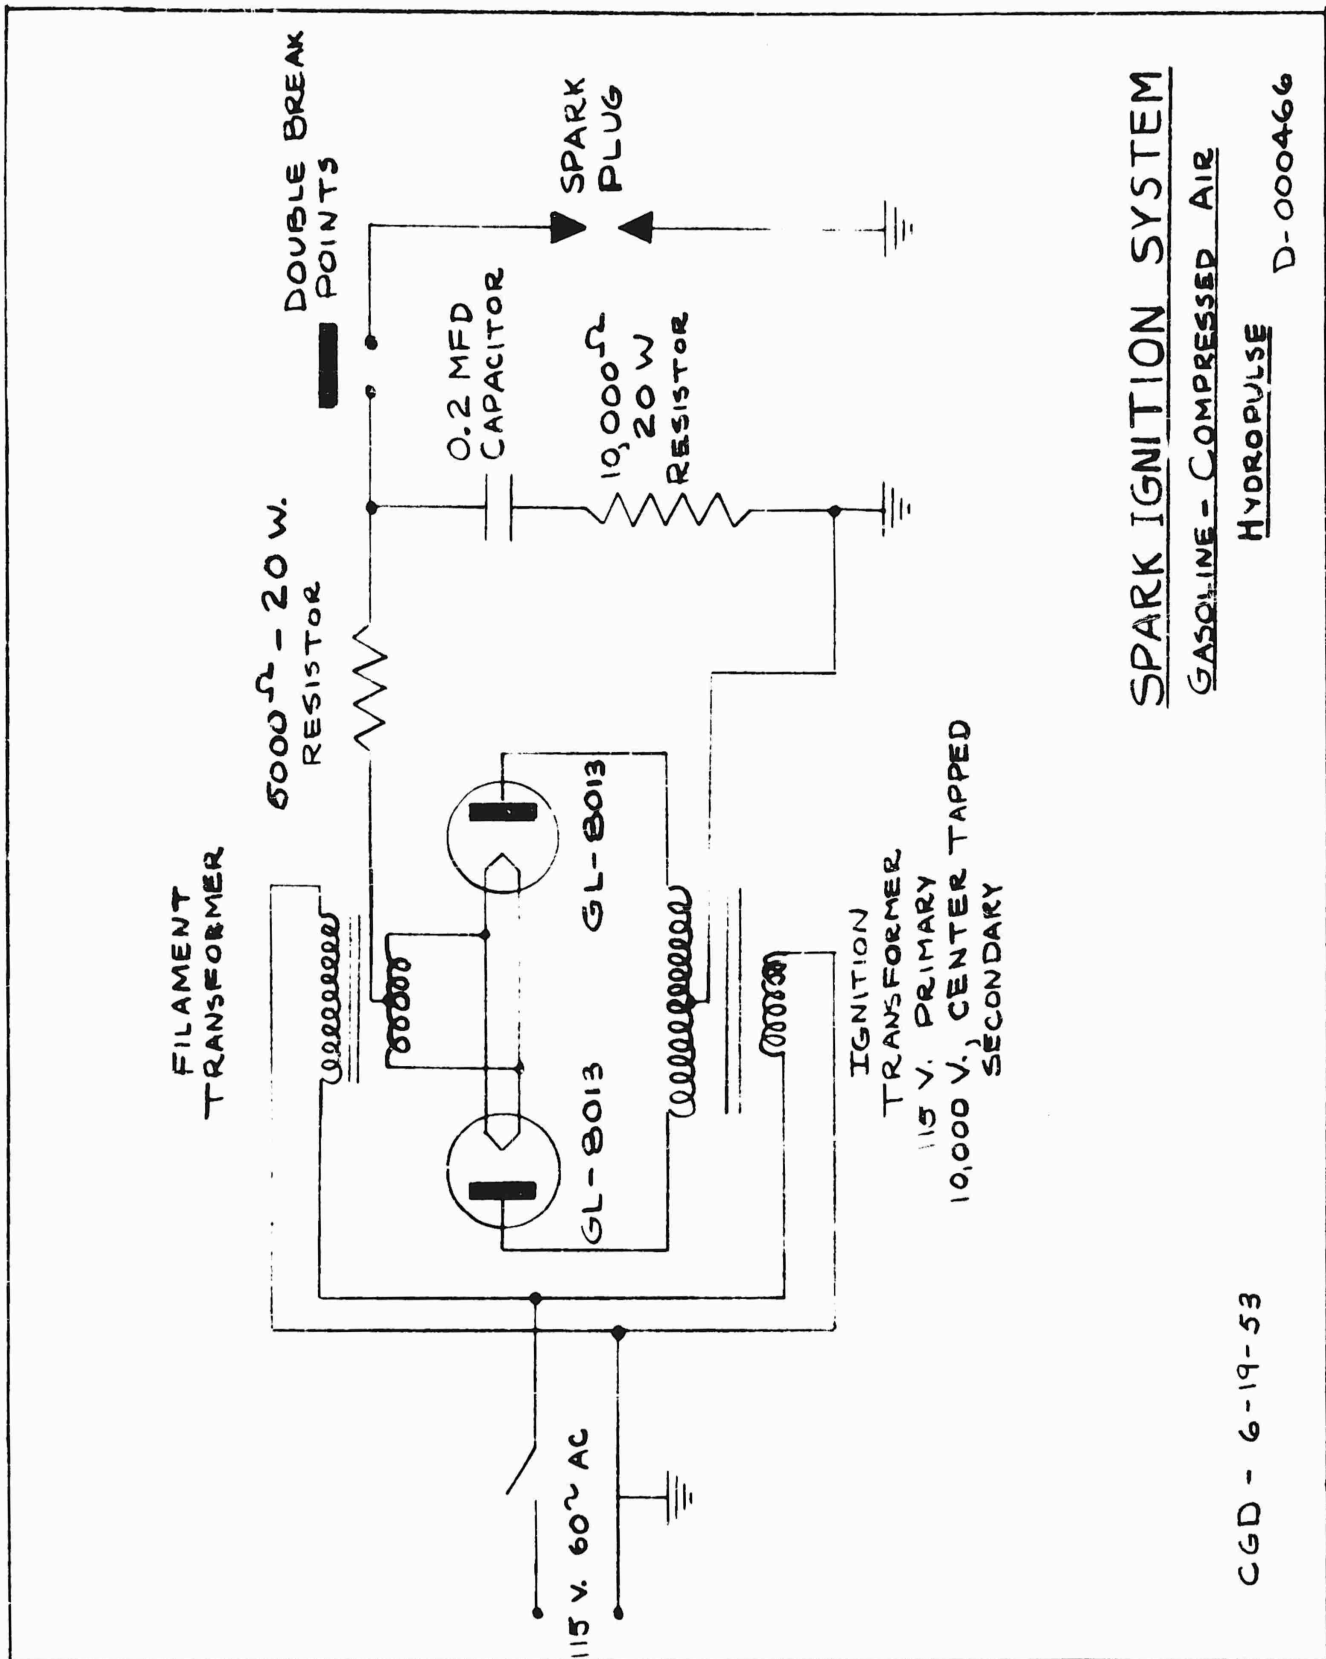 FILAMENT
TRANSFORMER
5000Ω - 20 W.
RESISTOR
DOUBLE BREAK
POINTS
0.2 MFD
CAPACITOR
SPARK
PLUG
10,000Ω
20 W
RESISTOR
115 V. 60~ AC
GL-8013
GL-8013
IGNITION
TRANSFORMER
115 V. PRIMARY
10,000 V., CENTER TAPPED
SECONDARY
SPARK IGNITION SYSTEM
GASOLINE - COMPRESSED AIR
HYDROPULSE
D-000466
CGD - 6-19-53